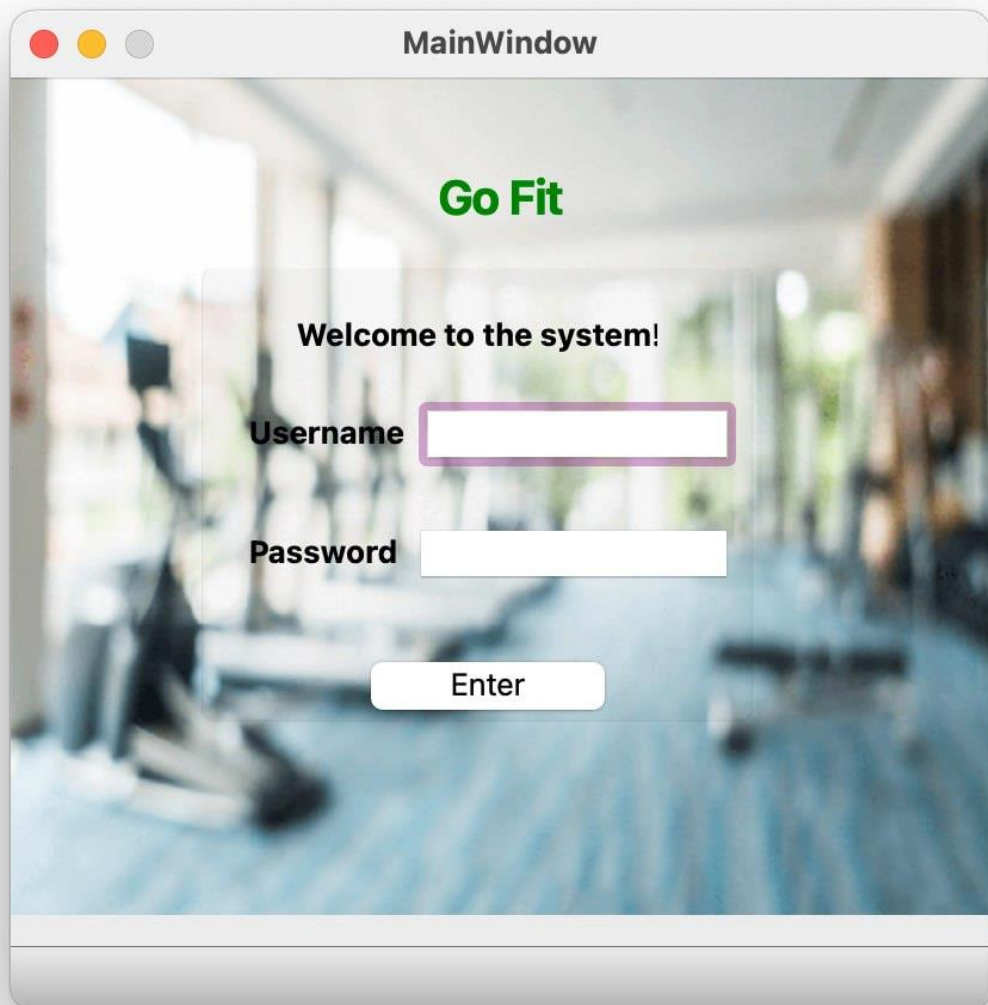 MainWindow
Go Fit
Welcome to the system!
Username
Password
Enter